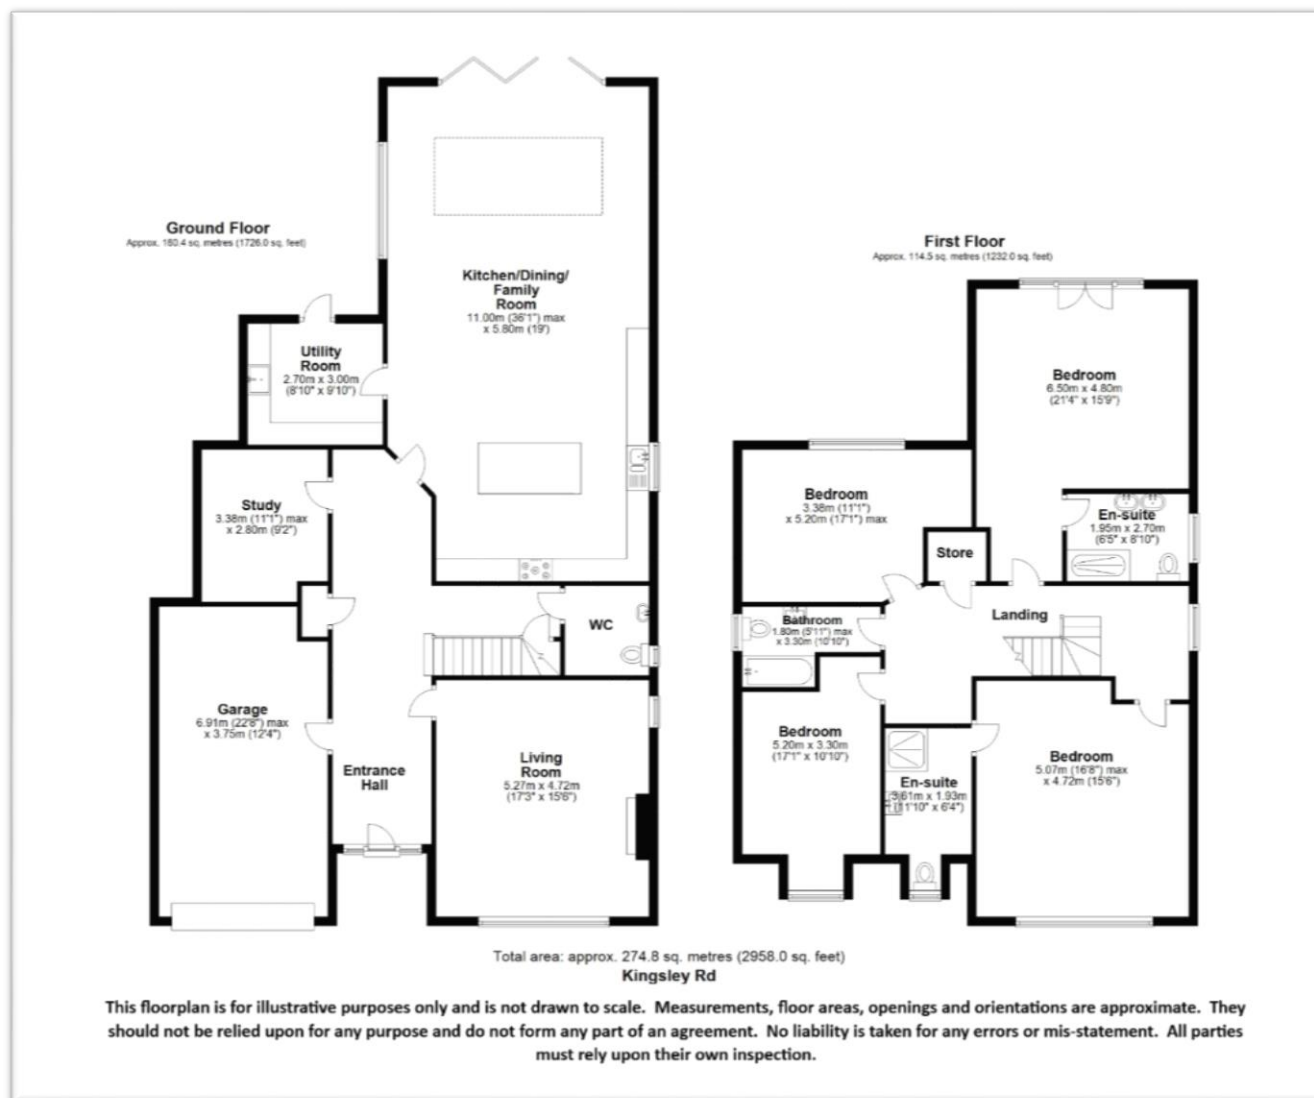 Ground Floor
Approx. 160.4 sq. metres (1726.0 sq. feet)
Kitchen/Dining/
Family
Room
11.00m (36'1") max
x 5.80m (19')
Utility
Room
2.70m x 3.00m
(8'10" x 9'10")
Study
3.38m (11'1") max
x 2.80m (9'2")
WC
Garage
6.91m (22'8") max
x 3.75m (12'4")
Entrance
Hall
Living
Room
5.27m x 4.72m
(17'3" x 15'6")
First Floor
Approx. 114.5 sq. metres (1232.0 sq. feet)
Bedroom
6.50m x 4.80m
(21'4" x 15'9")
Bedroom
3.38m (11'1")
x 5.20m (17'1") max
En-suite
1.95m x 2.70m
(6'5" x 8'10")
Store
Landing
Bathroom
1.80m (5'11") max
x 3.30m (10'10")
Bedroom
5.20m x 3.30m
(17'1" x 10'10")
En-suite
3.61m x 1.93m
(11'10" x 6'4")
Bedroom
5.07m (16'8") max
x 4.72m (15'6")
Total area: approx. 274.8 sq. metres (2958.0 sq. feet)
Kingsley Rd
This floorplan is for illustrative purposes only and is not drawn to scale. Measurements, floor areas, openings and orientations are approximate. They
should not be relied upon for any purpose and do not form any part of an agreement. No liability is taken for any errors or mis-statement. All parties
must rely upon their own inspection.